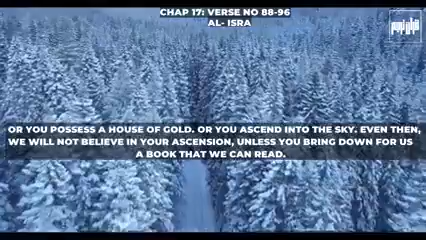 CHAP 17: VERSE NO 88-96
AL- ISRA
OR YOU POSSESS A HOUSE OF GOLD. OR YOU ASCEND INTO THE SKY. EVEN THEN,
WE WILL NOT BELIEVE IN YOUR ASCENSION, UNLESS YOU BRING DOWN FOR US
A BOOK THAT WE CAN READ.